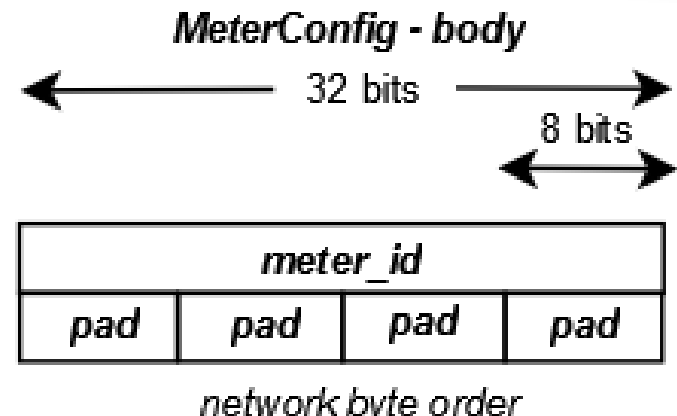 MeterConfig - body
32 bits
8 bits
meter_id
pad pad pad pad
network byte order